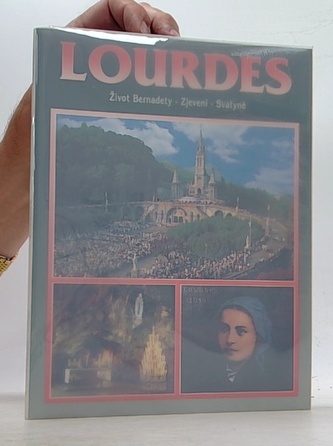 LOURDES
Život Bernadety · Zjevení · Svatyně